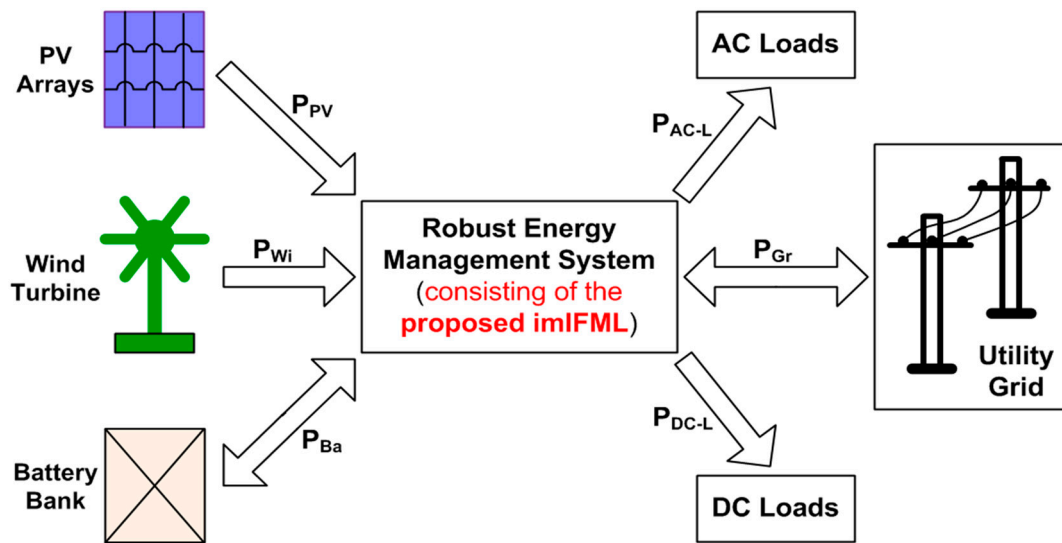 PV
Arrays
P_PV
AC Loads
P_AC-L
Wind
Turbine
P_Wi
Robust Energy
Management System
(consisting of the
proposed imIFML)
P_Gr
Utility
Grid
Battery
Bank
P_Ba
P_DC-L
DC Loads